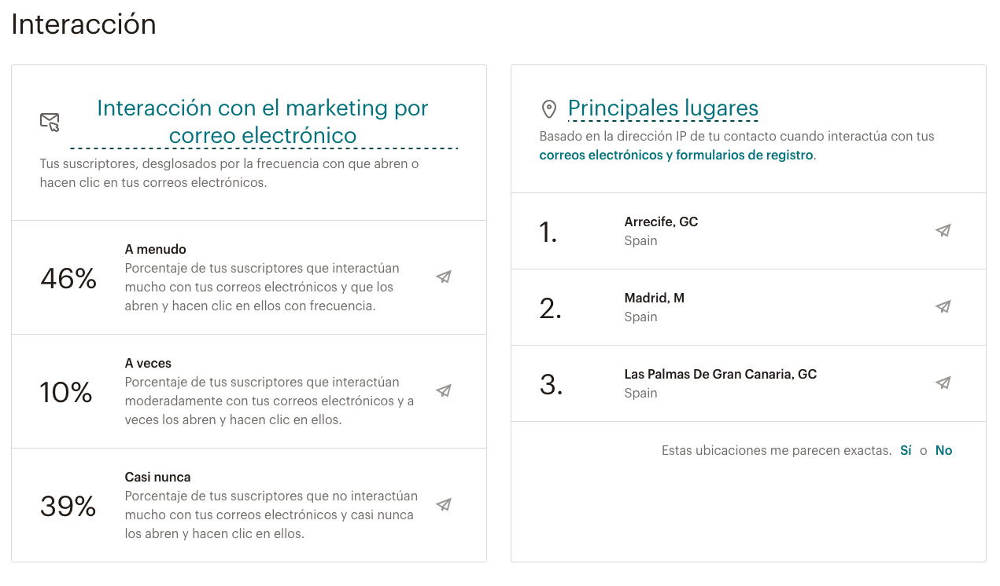 Interacción
Interacción con el marketing por
correo electrónico
Tus suscriptores, desglosados por la frecuencia con que abren o
hacen clic en tus correos electrónicos.
46%
A menudo
Porcentaje de tus suscriptores que interactúan
mucho con tus correos electrónicos y que los
abren y hacen clic en ellos con frecuencia.
10%
A veces
Porcentaje de tus suscriptores que interactúan
moderadamente con tus correos electrónicos y a
veces los abren y hacen clic en ellos.
39%
Casi nunca
Porcentaje de tus suscriptores que no interactúan
mucho con tus correos electrónicos y casi nunca
los abren y hacen clic en ellos.
Principales lugares
Basado en la dirección IP de tu contacto cuando interactúa con tus
correos electrónicos y formularios de registro.
1.
Arrecife, GC
Spain
2.
Madrid, M
Spain
3.
Las Palmas De Gran Canaria, GC
Spain
Estas ubicaciones me parecen exactas. Sí o No